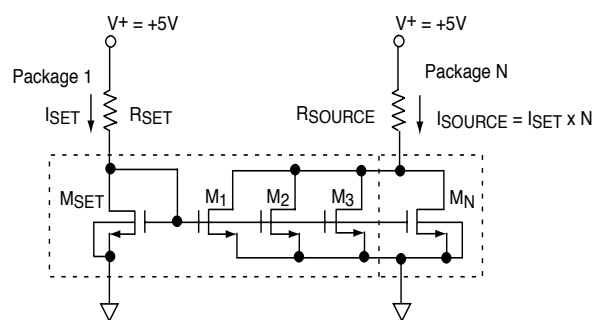 V+ = +5V
V+ = +5V
Package 1
Package N
ISET
RSET
RSOURCE
ISOURCE = ISET x N
MSET
M1
M2
M3
MN